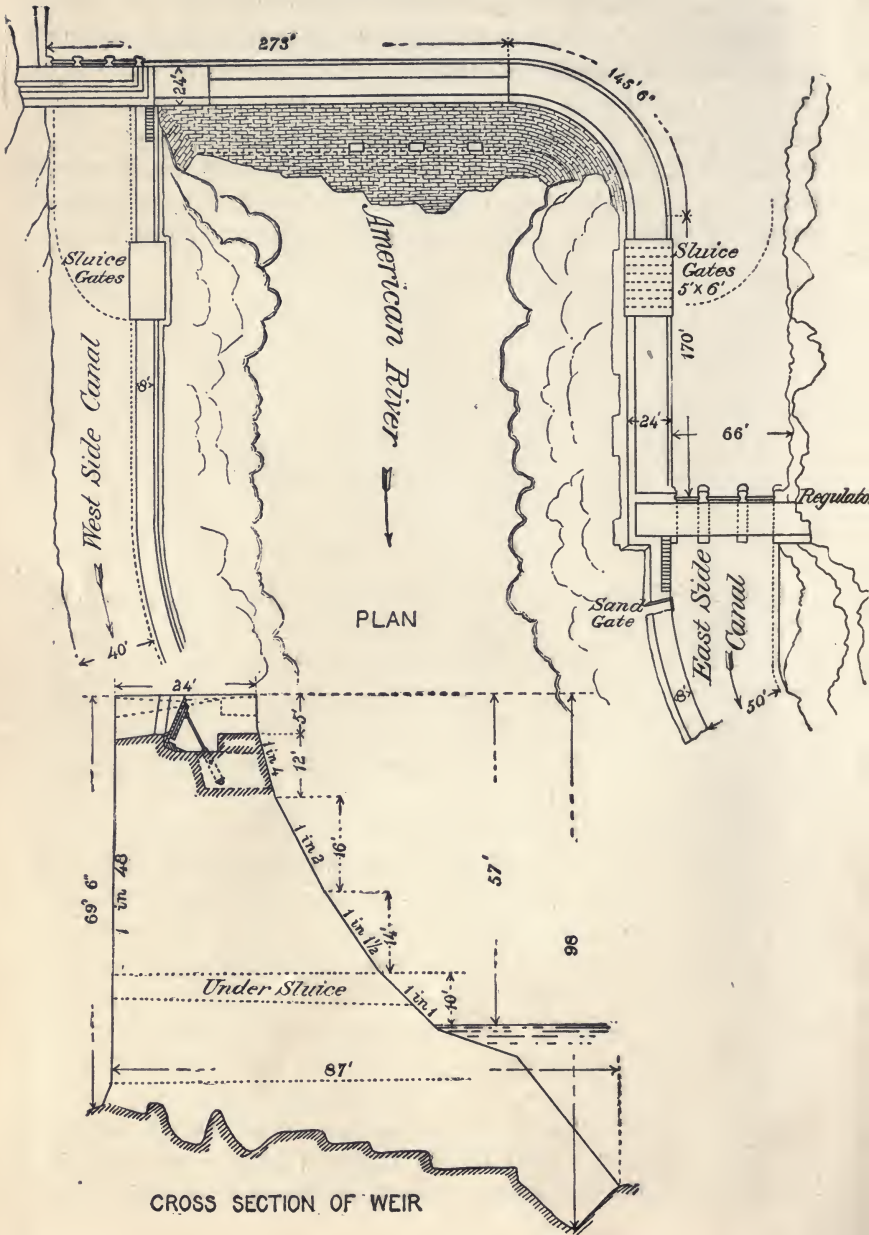 273'
145' 6"
24'
American River
Sluice
Gates
Sluice
Gates
5' X 6'
170'
8'
West Side Canal
24'
66'
Regulator
PLAN
Sand
Gate
East Side
Canal
40'
8'
50'
24'
5'
1 in 4
12'
1 in 2
16'
57'
69' 6"
1 in 48
1 in 1½
14'
98
Under Sluice
1 in 1
10'
87'
CROSS SECTION OF WEIR